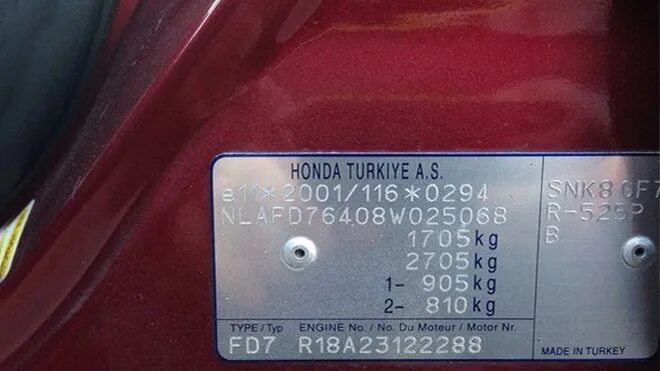 HONDA TURKIYE A.S.
e11*2001/116*0294
NLAFD76408W025068
1705kg
2705kg
1- 905kg
2- 810kg
TYPE/Typ ENGINE No./ No. Du Moteur / Motor Nr.
FD7 R18A23122288
SNK8GF7
R-525P
B
MADE IN TURKEY